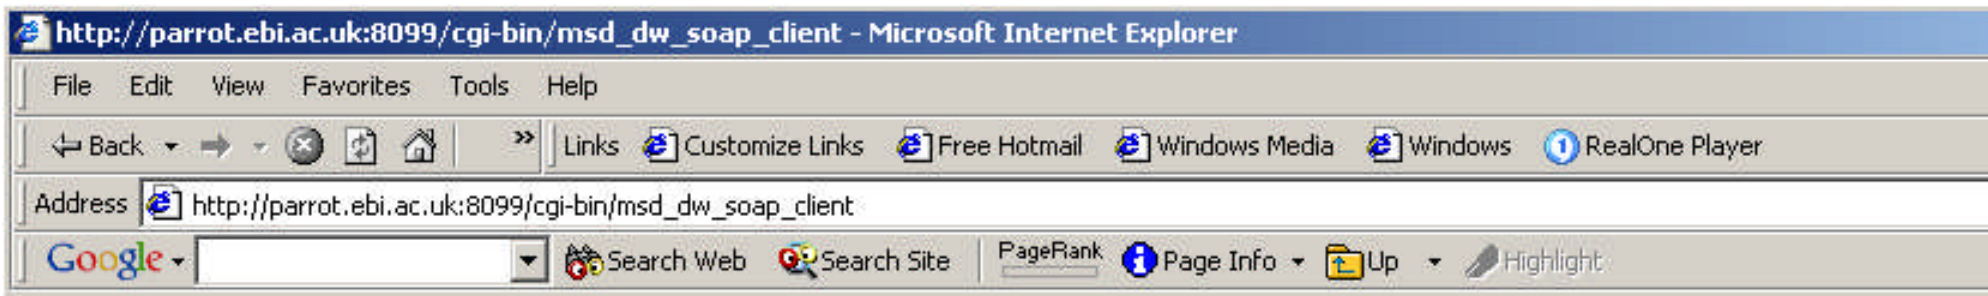 http://parrot.ebi.ac.uk:8099/cgi-bin/msd_dw_soap_client - Microsoft Internet Explorer
File Edit View Favorites Tools Help
Back » Links Customize Links Free Hotmail Windows Media Windows 1 RealOne Player
Address http://parrot.ebi.ac.uk:8099/cgi-bin/msd_dw_soap_client
Google Search Web Search Site PageRank i Page Info Up Highlight